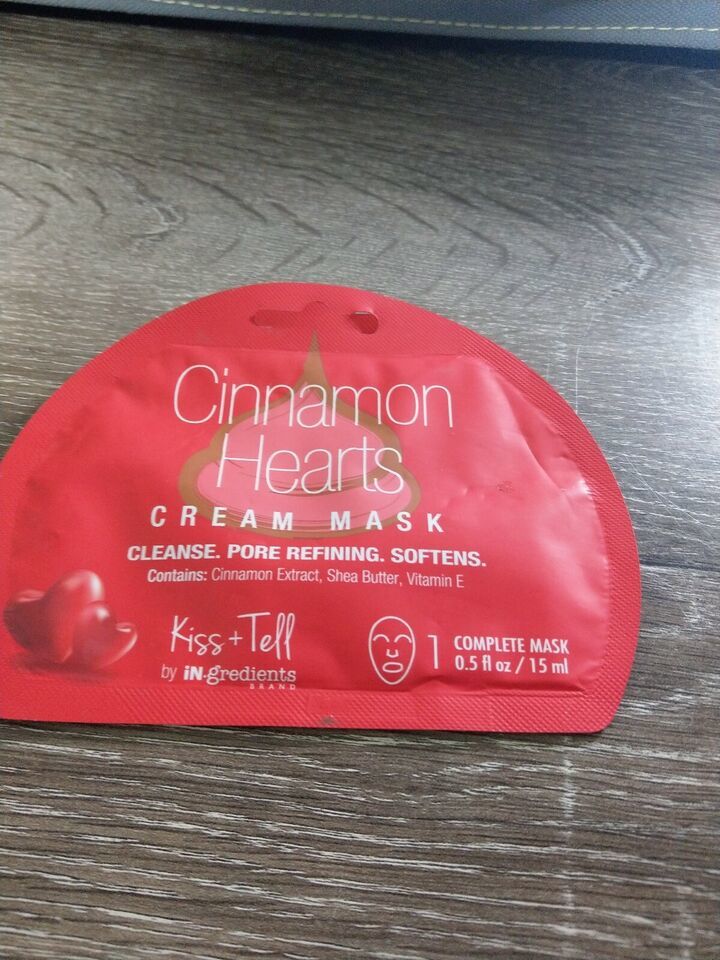 Cinnamon
Hearts
CREAM MASK
CLEANSE. PORE REFINING. SOFTENS.
Contains: Cinnamon Extract, Shea Butter, Vitamin E
Kiss + Tell
by iN·gredients
BRAND
1 COMPLETE MASK
0.5 fl oz / 15 ml